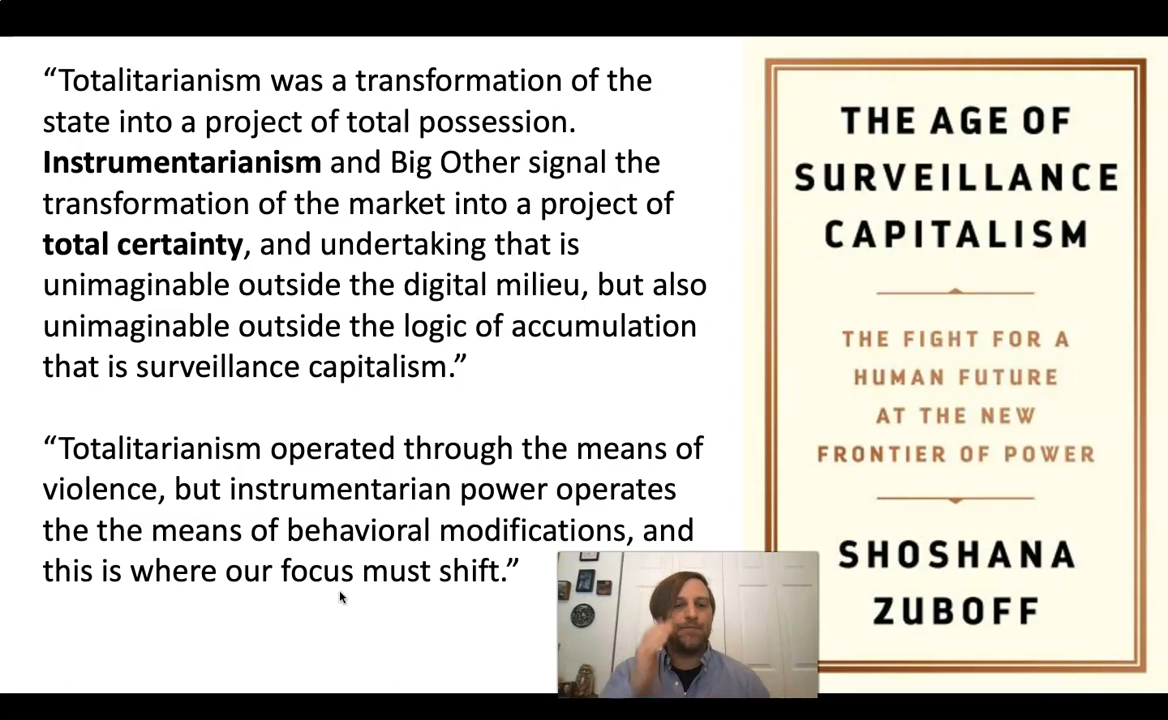 “Totalitarianism was a transformation of the
state into a project of total possession.
Instrumentarianism and Big Other signal the
transformation of the market into a project of
total certainty, and undertaking that is
unimaginable outside the digital milieu, but also
unimaginable outside the logic of accumulation
that is surveillance capitalism.”
“Totalitarianism operated through the means of
violence, but instrumentarian power operates
the the means of behavioral modifications, and
this is where our focus must shift.”
THE AGE OF
SURVEILLANCE
CAPITALISM
THE FIGHT FOR A
HUMAN FUTURE
AT THE NEW
FRONTIER OF POWER
SHOSHANA
ZUBOFF